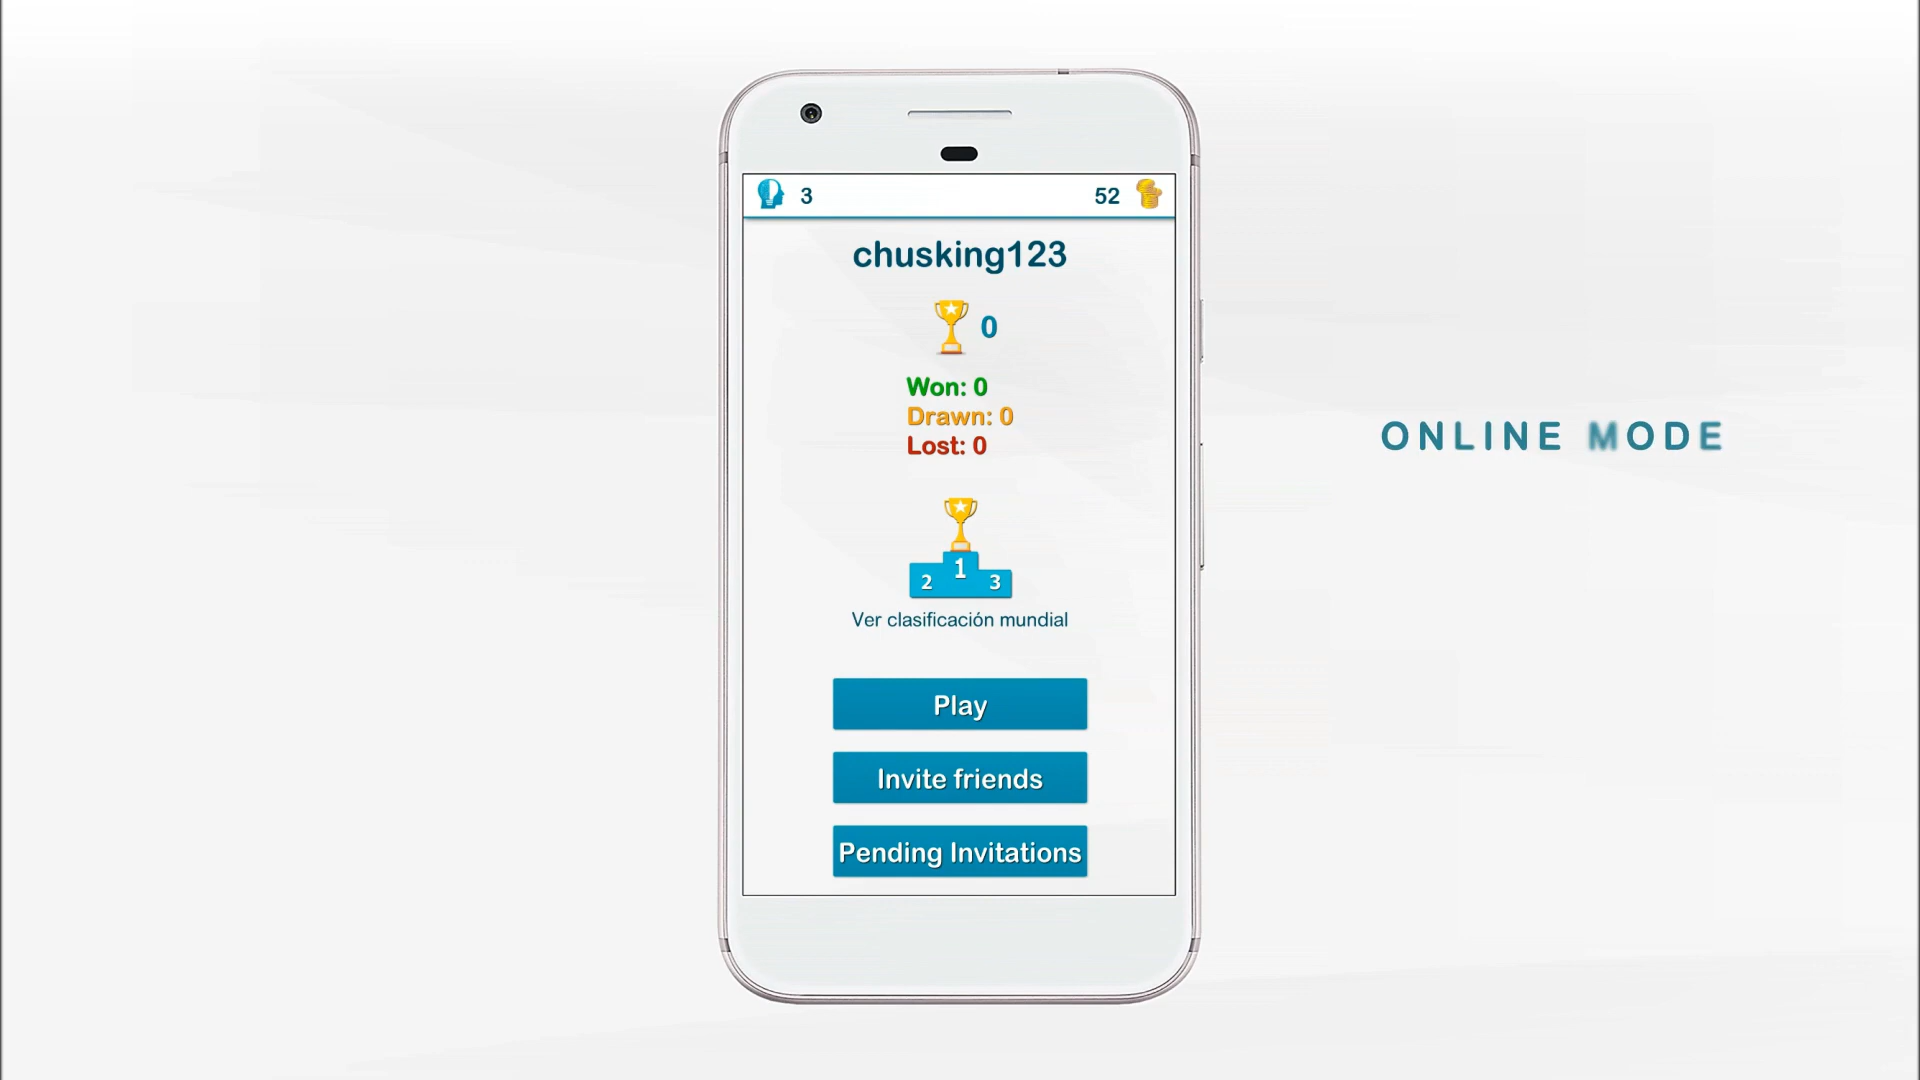 3
52
chusking123
0
Won: 0
Drawn: 0
Lost: 0
1
2
3
Ver clasificación mundial
Play
Invite friends
Pending Invitations
ONLINE MODE